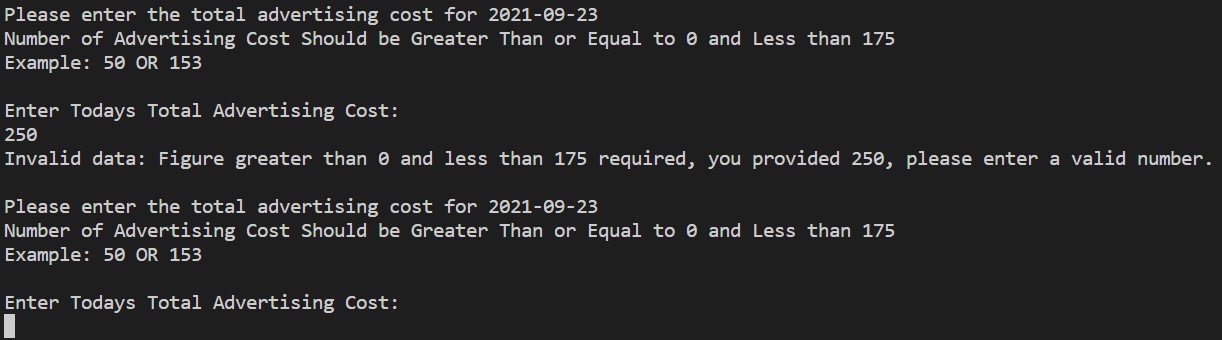 Please enter the total advertising cost for 2021-09-23
Number of Advertising Cost Should be Greater Than or Equal to 0 and Less than 175
Example: 50 OR 153
Enter Todays Total Advertising Cost:
250
Invalid data: Figure greater than 0 and less than 175 required, you provided 250, please enter a valid number.
Please enter the total advertising cost for 2021-09-23
Number of Advertising Cost Should be Greater Than or Equal to 0 and Less than 175
Example: 50 OR 153
Enter Todays Total Advertising Cost: